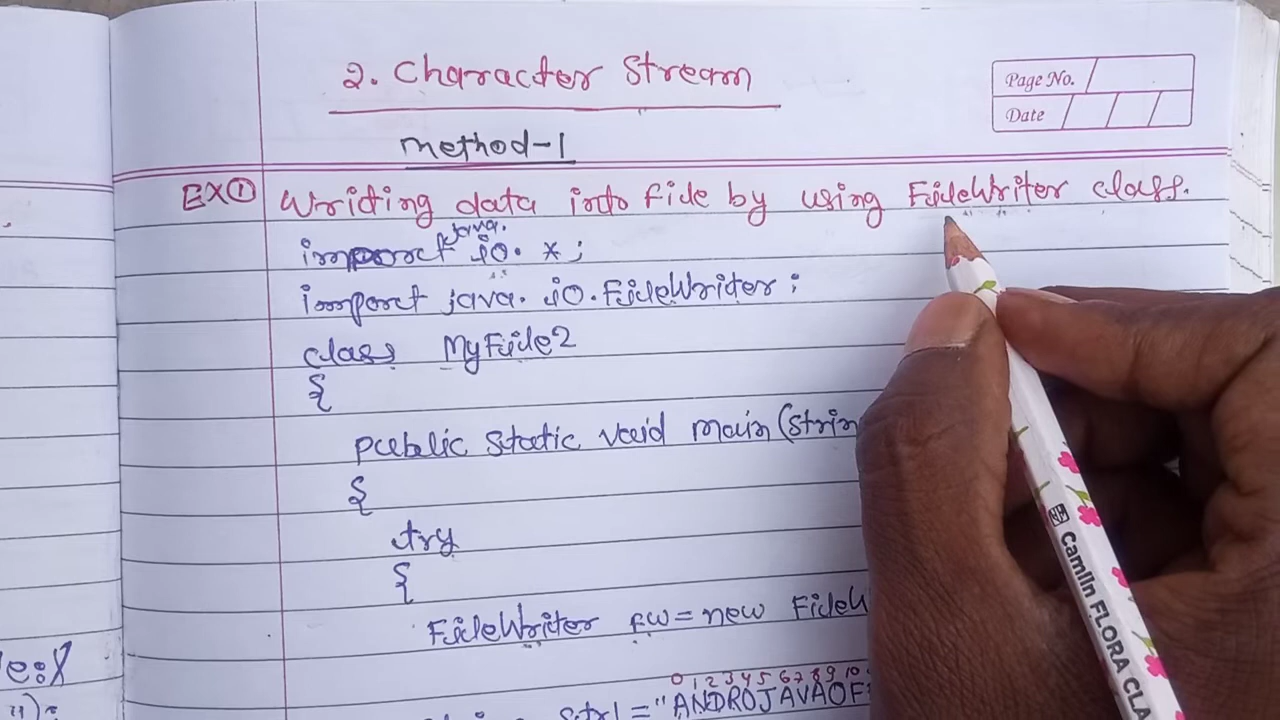 2. Character Stream
Page No.
Date
method-1
EX① Writing data into File by using FileWriter class.
import java.io.*;
import java.io.FileWriter;
class MyFile2
{
public static void main(Strin
{
try
{
FileWriter fw=new FileW
0 1 2 3 4 5 6 7 8 9 10
str1="ANDROJAVAOF
e:X
Camlin FLORA CLA